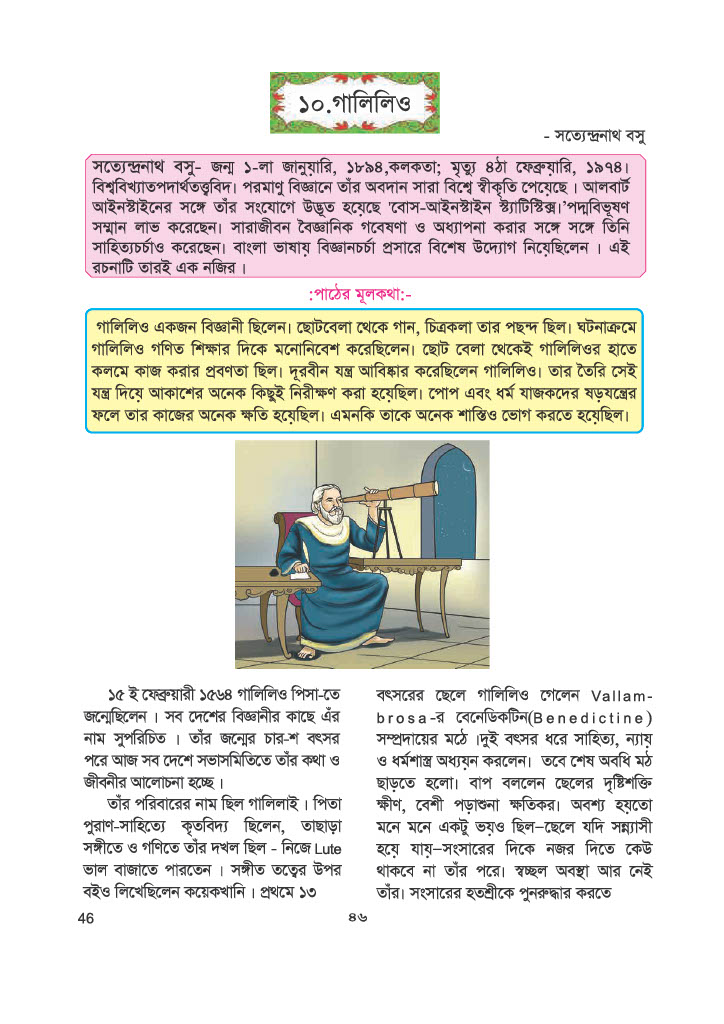 ১০.গালিলিও
- সত্যেন্দ্রনাথ বসু
সত্যেন্দ্রনাথ বসু- জন্ম ১-লা জানুয়ারি, ১৮৯৪,কলকতা; মৃত্যু ৪ঠা ফেব্রুয়ারি, ১৯৭৪।
বিশ্ববিখ্যাতপদার্থতত্ত্ববিদ। পরমাণু বিজ্ঞানে তাঁর অবদান সারা বিশ্বে স্বীকৃতি পেয়েছে । আলবার্ট
আইনস্টাইনের সঙ্গে তাঁর সংযোগে উদ্ভূত হয়েছে 'বোস-আইনস্টাইন স্ট্যাটিস্টিক্স।'পদ্মবিভূষণ
সম্মান লাভ করেছেন। সারাজীবন বৈজ্ঞানিক গবেষণা ও অধ্যাপনা করার সঙ্গে সঙ্গে তিনি
সাহিত্যচর্চাও করেছেন। বাংলা ভাষায় বিজ্ঞানচর্চা প্রসারে বিশেষ উদ্যোগ নিয়েছিলেন । এই
রচনাটি তারই এক নজির ।
:পাঠের মূলকথা:-
গালিলিও একজন বিজ্ঞানী ছিলেন। ছোটবেলা থেকে গান, চিত্রকলা তার পছন্দ ছিল। ঘটনাক্রমে
গালিলিও গণিত শিক্ষার দিকে মনোনিবেশ করেছিলেন। ছোট বেলা থেকেই গালিলিওর হাতে
কলমে কাজ করার প্রবণতা ছিল। দূরবীন যন্ত্র আবিষ্কার করেছিলেন গালিলিও। তার তৈরি সেই
যন্ত্র দিয়ে আকাশের অনেক কিছুই নিরীক্ষণ করা হয়েছিল। পোপ এবং ধর্ম যাজকদের ষড়যন্ত্রের
ফলে তার কাজের অনেক ক্ষতি হয়েছিল। এমনকি তাকে অনেক শাস্তিও ভোগ করতে হয়েছিল।
১৫ ই ফেব্রুয়ারী ১৫৬৪ গালিলিও পিসা-তে
জন্মেছিলেন । সব দেশের বিজ্ঞানীর কাছে এঁর
নাম সুপরিচিত । তাঁর জন্মের চার-শ বৎসর
পরে আজ সব দেশে সভাসমিতিতে তাঁর কথা ও
জীবনীর আলোচনা হচ্ছে ।
তাঁর পরিবারের নাম ছিল গালিলাই । পিতা
পুরাণ-সাহিত্যে কৃতবিদ্য ছিলেন, তাছাড়া
সঙ্গীতে ও গণিতে তাঁর দখল ছিল - নিজে Lute
ভাল বাজাতে পারতেন । সঙ্গীত তত্ত্বের উপর
বইও লিখেছিলেন কয়েকখানি । প্রথমে ১৩
বৎসরের ছেলে গালিলিও গেলেন Vallam-
brosa-র বেনেডিকটিন(Benedictine)
সম্প্রদায়ের মঠে ।দুই বৎসর ধরে সাহিত্য, ন্যায়
ও ধর্মশাস্ত্র অধ্যয়ন করলেন। তবে শেষ অবধি মঠ
ছাড়তে হলো। বাপ বললেন ছেলের দৃষ্টিশক্তি
ক্ষীণ, বেশী পড়াশুনা ক্ষতিকর। অবশ্য হয়তো
মনে মনে একটু ভয়ও ছিল–ছেলে যদি সন্ন্যাসী
হয়ে যায়–সংসারের দিকে নজর দিতে কেউ
থাকবে না তাঁর পরে। স্বচ্ছল অবস্থা আর নেই
তাঁর। সংসারের হতশ্রীকে পুনরুদ্ধার করতে
46
৪৬